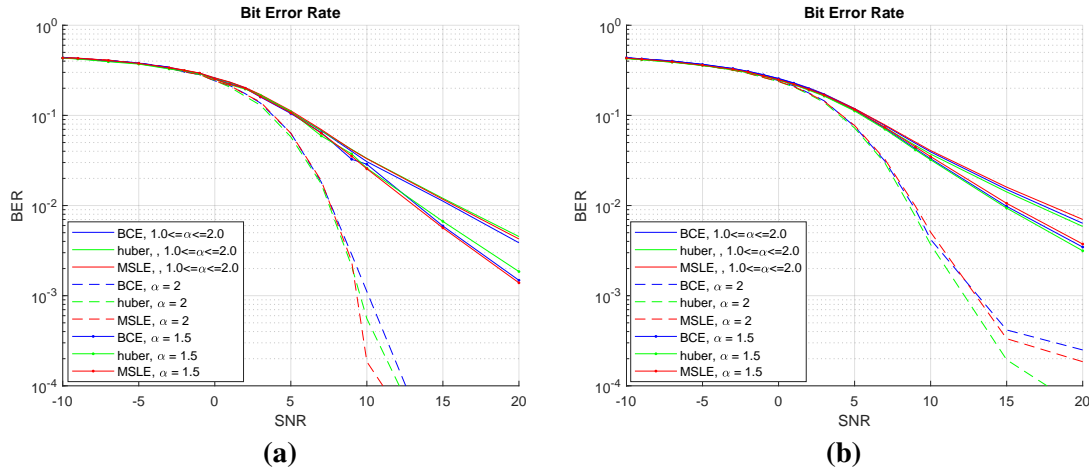 Bit Error Rate
10^0
10^-1
10^-2
10^-3
10^-4
BER
BCE, 1.0<=α<=2.0
huber, , 1.0<=α<=2.0
MSLE, , 1.0<=α<=2.0
BCE, α = 2
huber, α = 2
MSLE, α = 2
BCE, α = 1.5
huber, α = 1.5
MSLE, α = 1.5
-10 -5 0 5 10 15 20
SNR
(a)
Bit Error Rate
10^0
10^-1
10^-2
10^-3
10^-4
BER
BCE, 1.0<=α<=2.0
huber, , 1.0<=α<=2.0
MSLE, , 1.0<=α<=2.0
BCE, α = 2
huber, α = 2
MSLE, α = 2
BCE, α = 1.5
huber, α = 1.5
MSLE, α = 1.5
-10 -5 0 5 10 15 20
SNR
(b)